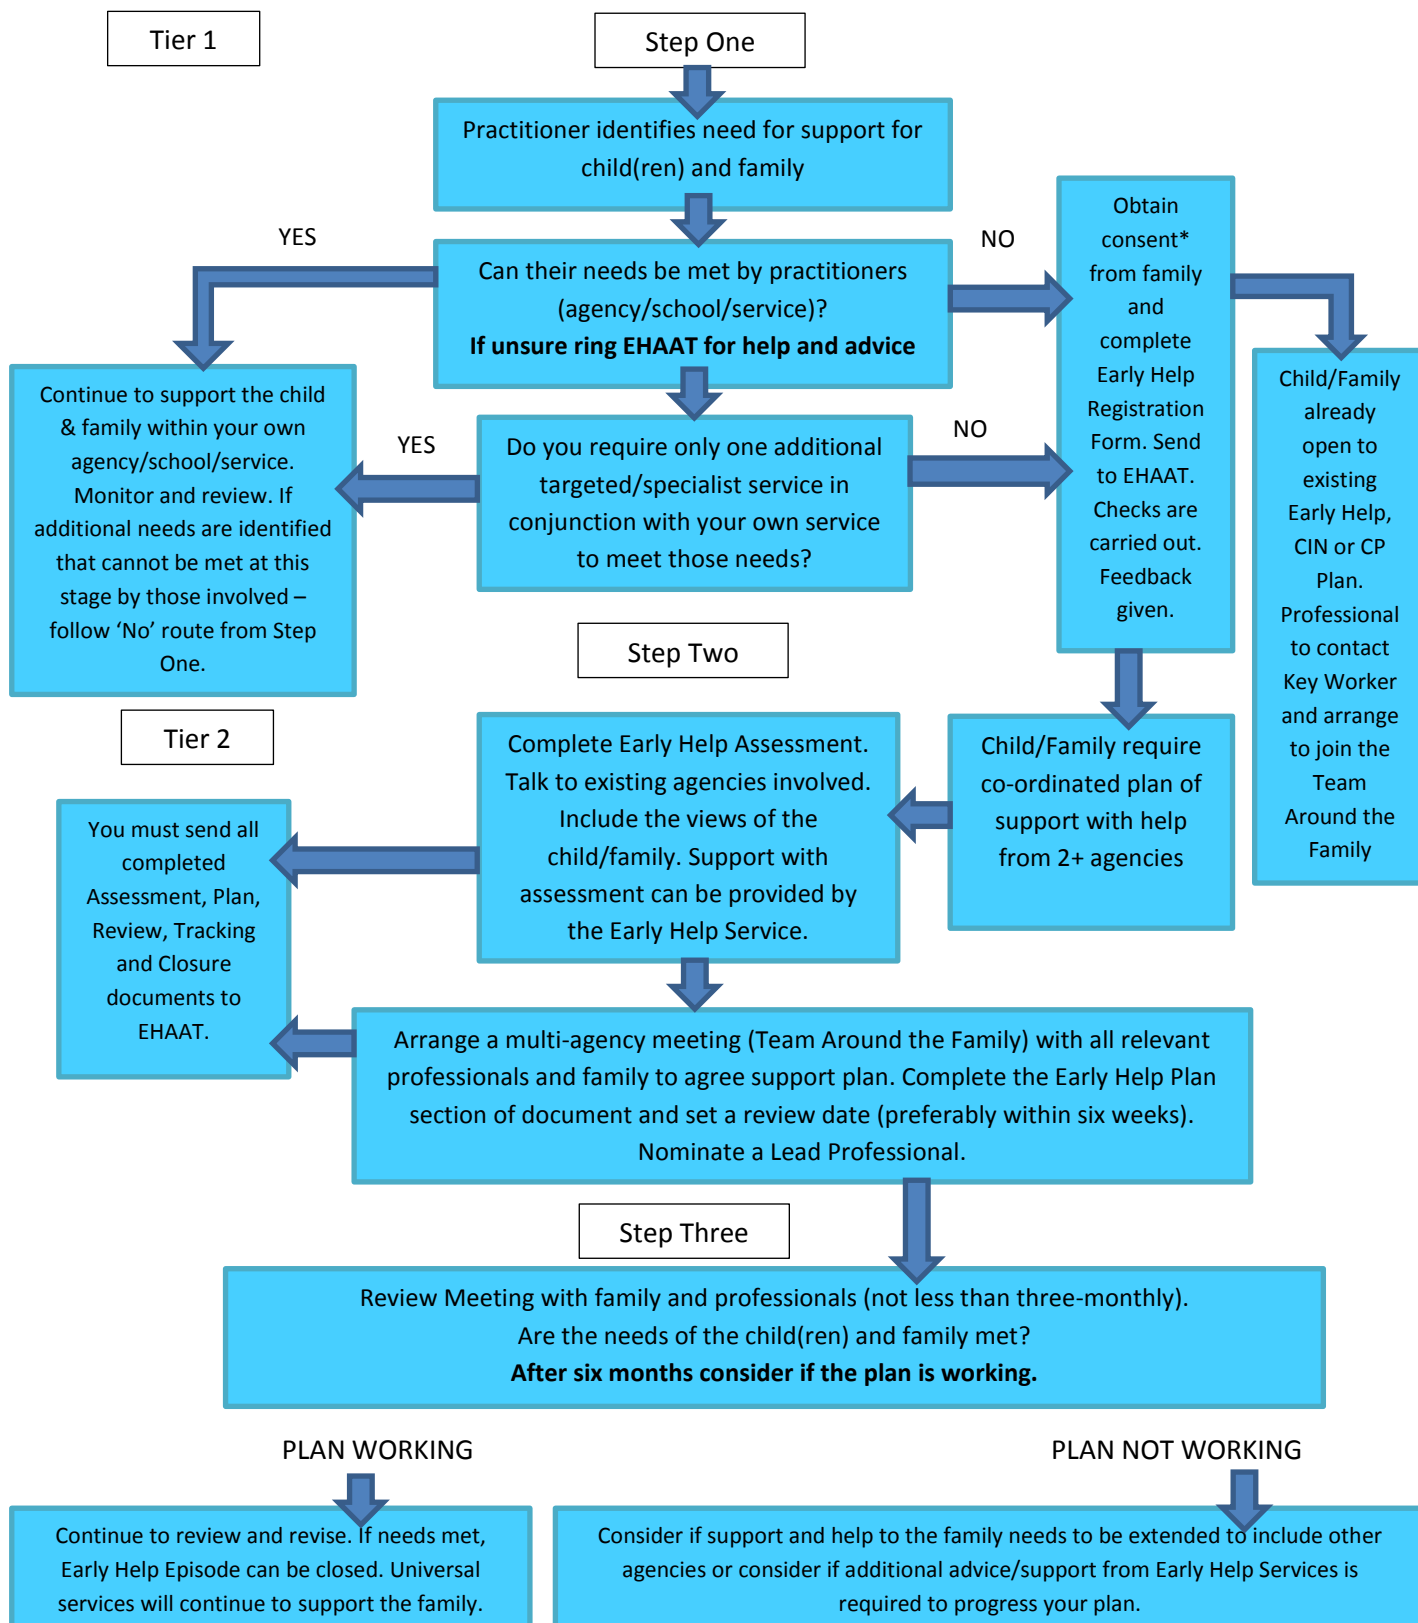 Tier 1
Step One
Practitioner identifies need for support for
child(ren) and family
YES
NO
Can their needs be met by practitioners
(agency/school/service)?
If unsure ring EHAAT for help and advice
Obtain
consent*
from family
and
complete
Early Help
Registration
Form. Send
to EHAAT.
Checks are
carried out.
Feedback
given.
Child/Family
already
open to
existing
Early Help,
CIN or CP
Plan.
Professional
to contact
Key Worker
and arrange
to join the
Team
Around the
Family
Continue to support the child
& family within your own
agency/school/service.
Monitor and review. If
additional needs are identified
that cannot be met at this
stage by those involved –
follow ‘No’ route from Step
One.
YES
NO
Do you require only one additional
targeted/specialist service in
conjunction with your own service
to meet those needs?
Step Two
Tier 2
Complete Early Help Assessment.
Talk to existing agencies involved.
Include the views of the
child/family. Support with
assessment can be provided by
the Early Help Service.
Child/Family require
co-ordinated plan of
support with help
from 2+ agencies
You must send all
completed
Assessment, Plan,
Review, Tracking
and Closure
documents to
EHAAT.
Arrange a multi-agency meeting (Team Around the Family) with all relevant
professionals and family to agree support plan. Complete the Early Help Plan
section of document and set a review date (preferably within six weeks).
Nominate a Lead Professional.
Step Three
Review Meeting with family and professionals (not less than three-monthly).
Are the needs of the child(ren) and family met?
After six months consider if the plan is working.
PLAN WORKING
PLAN NOT WORKING
Continue to review and revise. If needs met,
Early Help Episode can be closed. Universal
services will continue to support the family.
Consider if support and help to the family needs to be extended to include other
agencies or consider if additional advice/support from Early Help Services is
required to progress your plan.